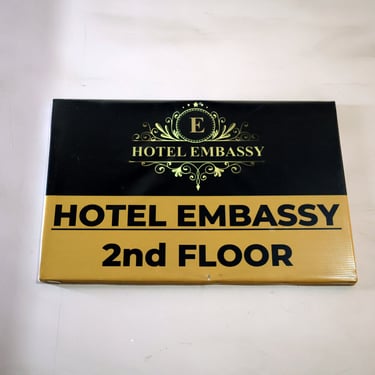 E
HOTEL EMBASSY
HOTEL EMBASSY
2nd FLOOR